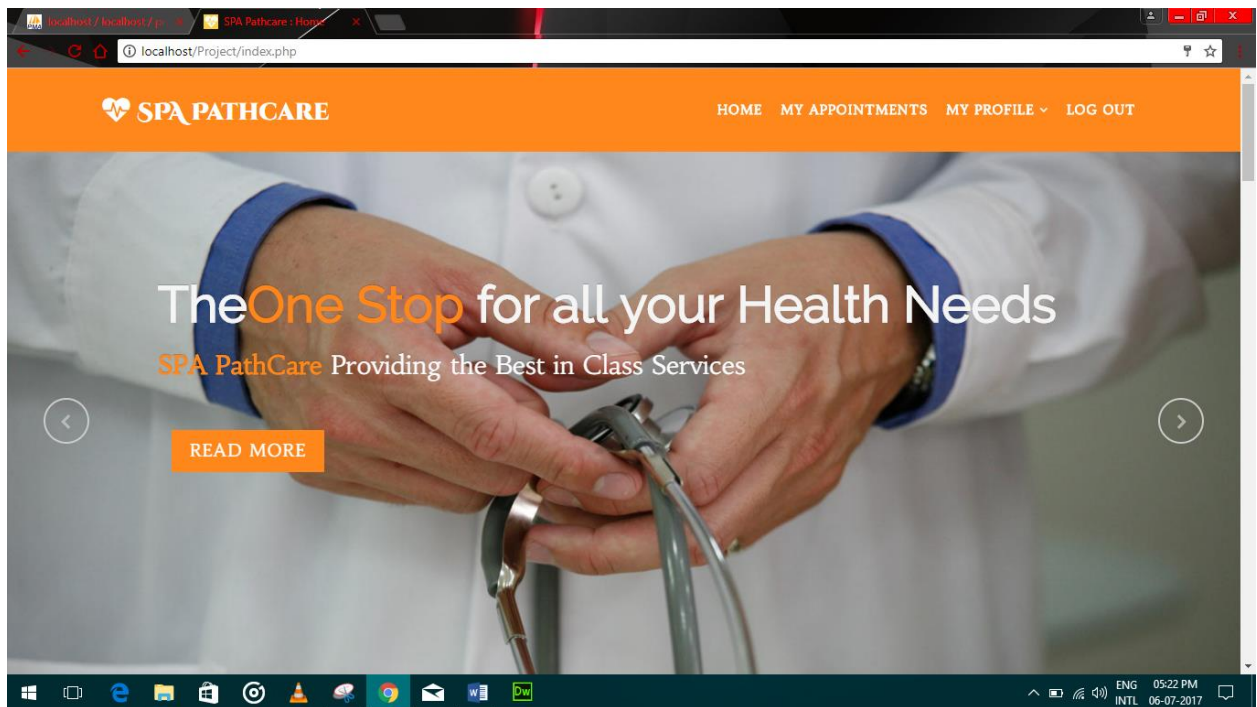 localhost / localhost / p
SPA Pathcare : Home
localhost/Project/index.php
SPA PATHCARE
HOME MY APPOINTMENTS MY PROFILE LOG OUT
TheOne Stop for all your Health Needs
SPA PathCare Providing the Best in Class Services
READ MORE
ENG 05:22 PM
INTL 06-07-2017
Dw
PMA